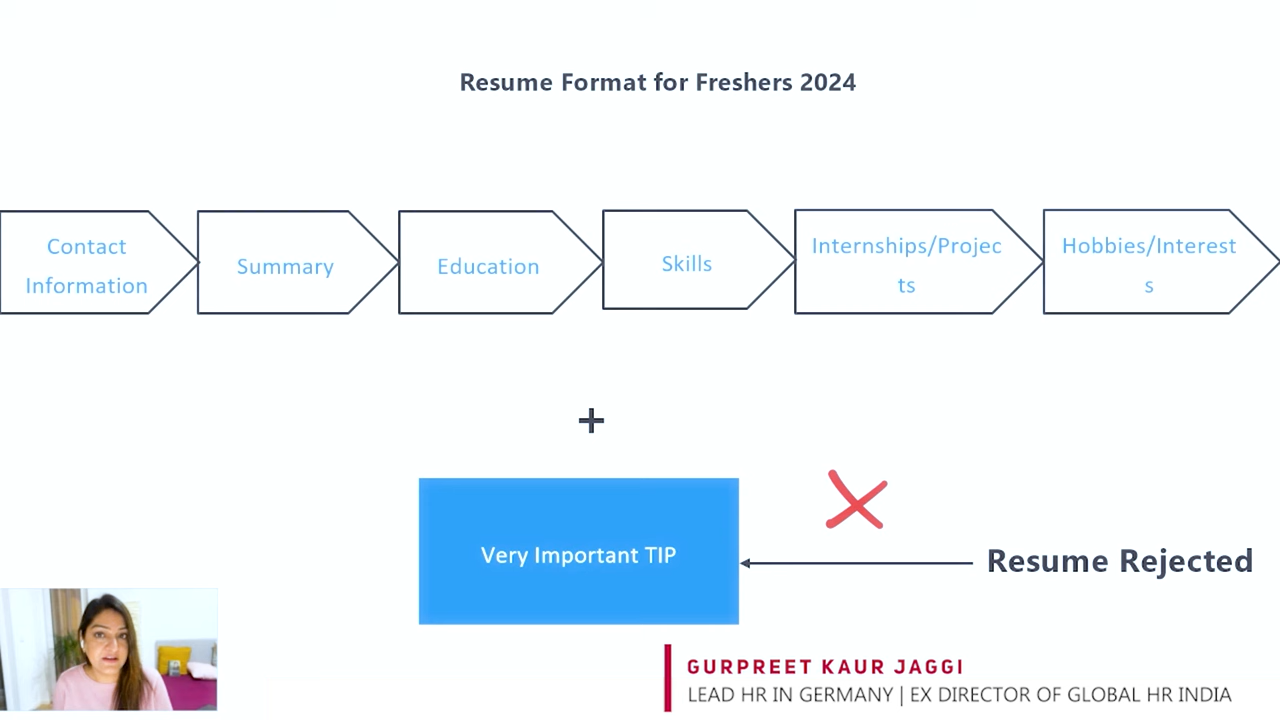 Resume Format for Freshers 2024
Contact
Information
Summary
Education
Skills
Internships/Projec
ts
Hobbies/Interest
s
+
Very Important TIP
Resume Rejected
GURPREET KAUR JAGGI
LEAD HR IN GERMANY | EX DIRECTOR OF GLOBAL HR INDIA